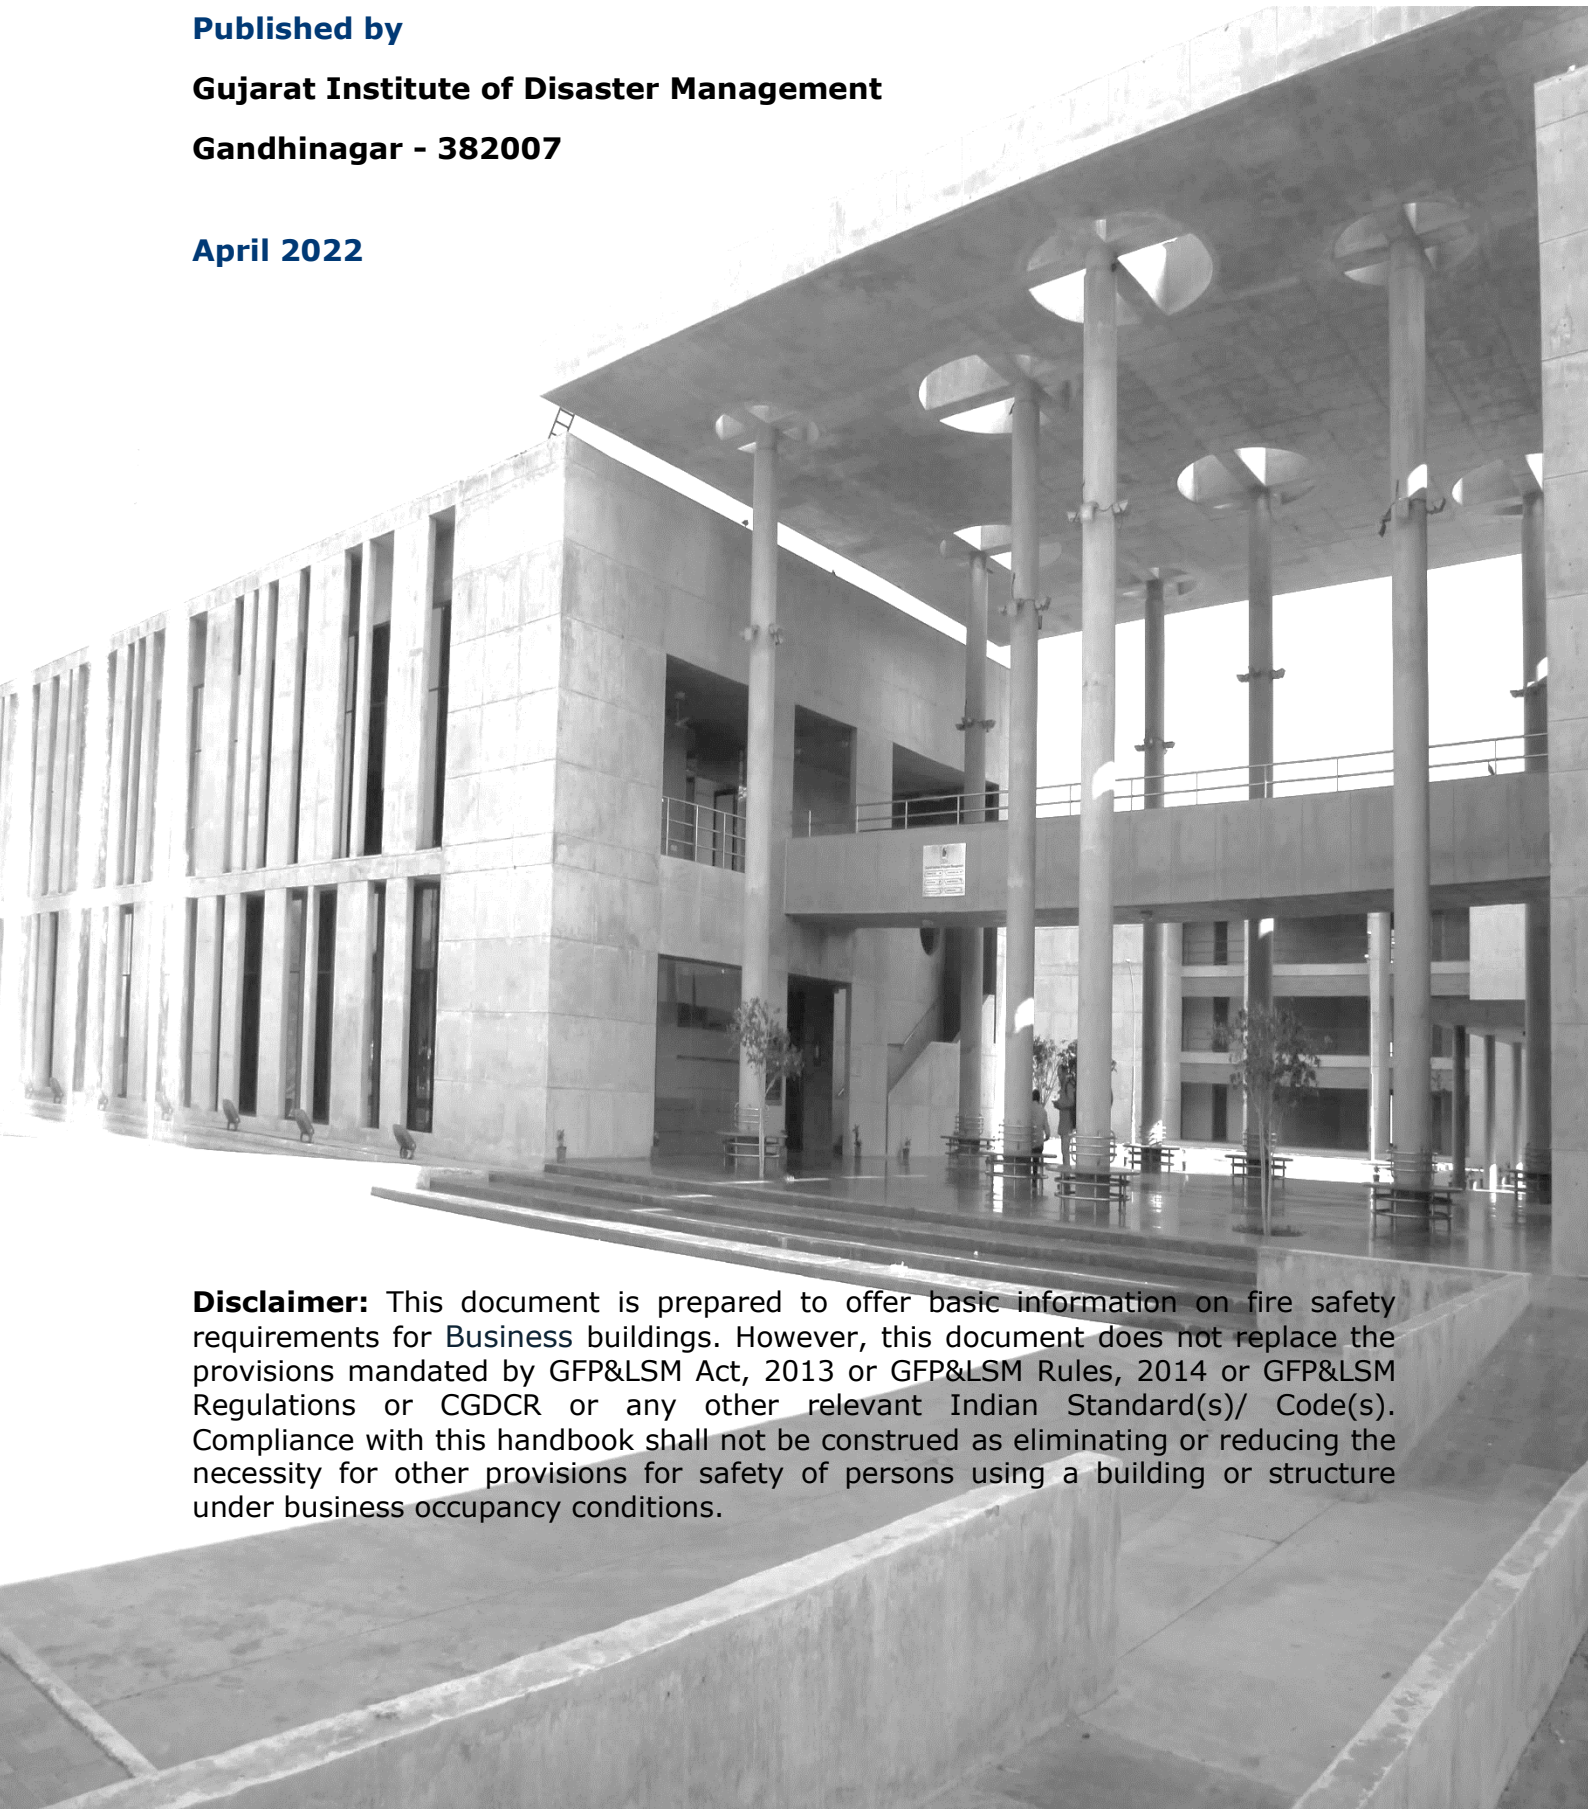 Published by
Gujarat Institute of Disaster Management
Gandhinagar - 382007
April 2022
Disclaimer: This document is prepared to offer basic information on fire safety
requirements for Business buildings. However, this document does not replace the
provisions mandated by GFP&LSM Act, 2013 or GFP&LSM Rules, 2014 or GFP&LSM
Regulations or CGDCR or any other relevant Indian Standard(s)/ Code(s).
Compliance with this handbook shall not be construed as eliminating or reducing the
necessity for other provisions for safety of persons using a building or structure
under business occupancy conditions.